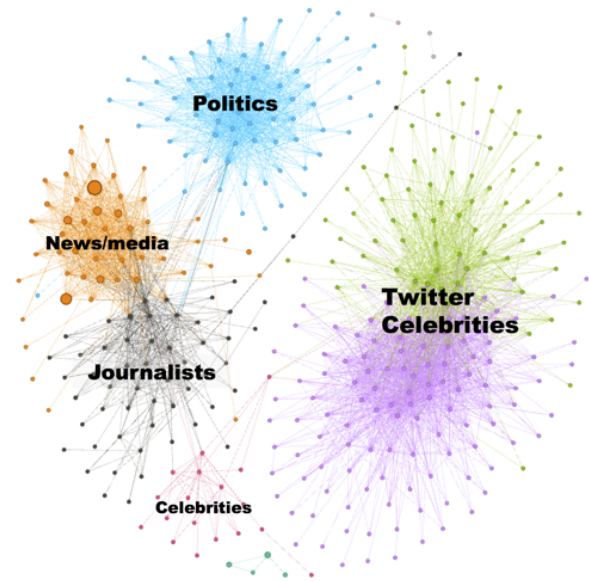 Politics
News/media
Twitter
Celebrities
Journalists
Celebrities